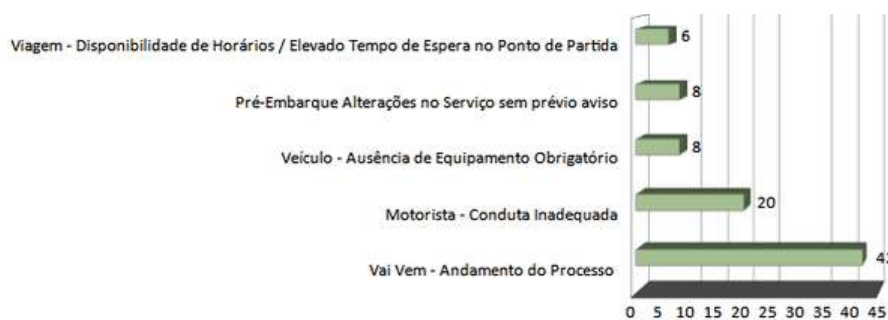 Viagem - Disponibilidade de Horários / Elevado Tempo de Espera no Ponto de Partida
6
Pré-Embarque Alterações no Serviço sem prévio aviso
8
Veículo - Ausência de Equipamento Obrigatório
8
Motorista - Conduta Inadequada
20
Vai Vem - Andamento do Processo
0 5 10 15 20 25 30 35 40 45